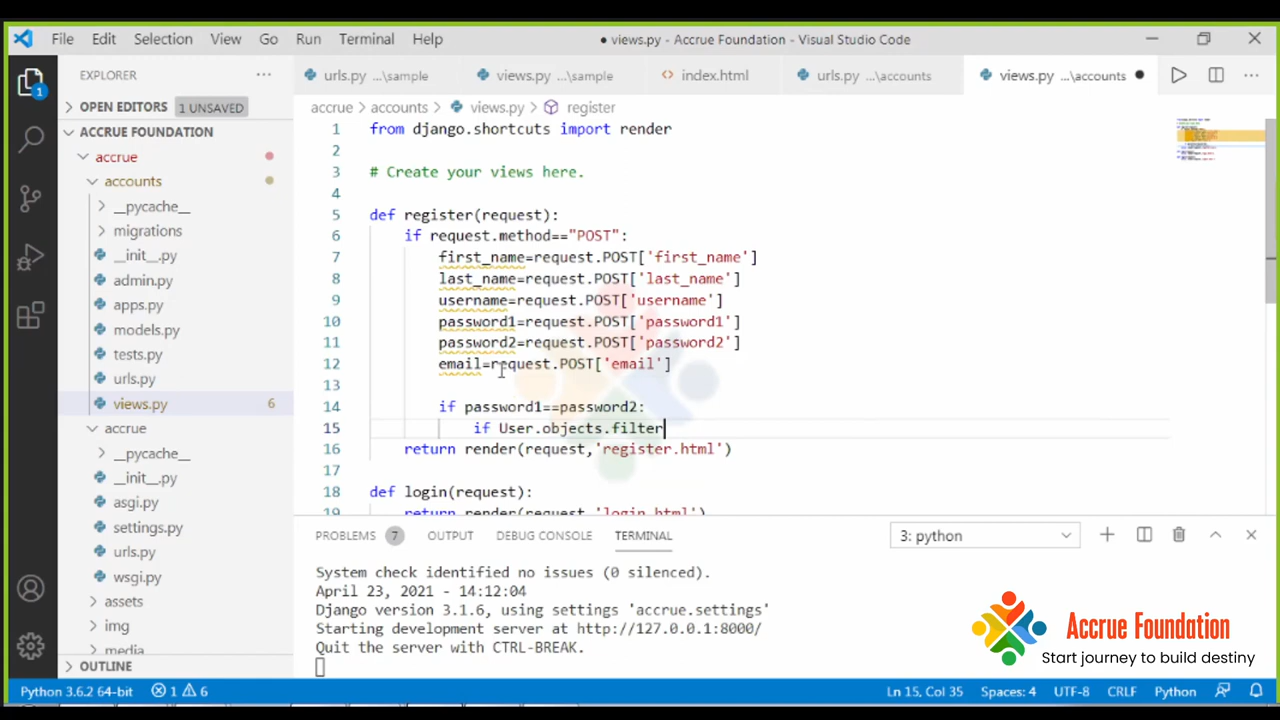 File Edit Selection View Go Run Terminal Help
● views.py - Accrue Foundation - Visual Studio Code
EXPLORER
urls.py ...\sample views.py ...\sample index.html urls.py ...\accounts views.py ...\accounts
OPEN EDITORS 1 UNSAVED
accrue > accounts > views.py > register
ACCRUE FOUNDATION
accrue
accounts
__pycache__
migrations
__init__.py
admin.py
apps.py
models.py
tests.py
urls.py
views.py 6
accrue
__pycache__
__init__.py
asgi.py
settings.py
urls.py
wsgi.py
assets
img
media
OUTLINE
1
1 from django.shortcuts import render
2
3 # Create your views here.
4
5 def register(request):
6 if request.method=="POST":
7 first_name=request.POST['first_name']
8 last_name=request.POST['last_name']
9 username=request.POST['username']
10 password1=request.POST['password1']
11 password2=request.POST['password2']
12 email=request.POST['email']
13
14 if password1==password2:
15 if User.objects.filter
16 return render(request,'register.html')
17
18 def login(request):
19 return render(request,'login.html')
PROBLEMS 7 OUTPUT DEBUG CONSOLE TERMINAL
3: python
System check identified no issues (0 silenced).
April 23, 2021 - 14:12:04
Django version 3.1.6, using settings 'accrue.settings'
Starting development server at http://127.0.0.1:8000/
Quit the server with CTRL-BREAK.
Accrue Foundation
Start journey to build destiny
Python 3.6.2 64-bit 1 6
Ln 15, Col 35 Spaces: 4 UTF-8 CRLF Python